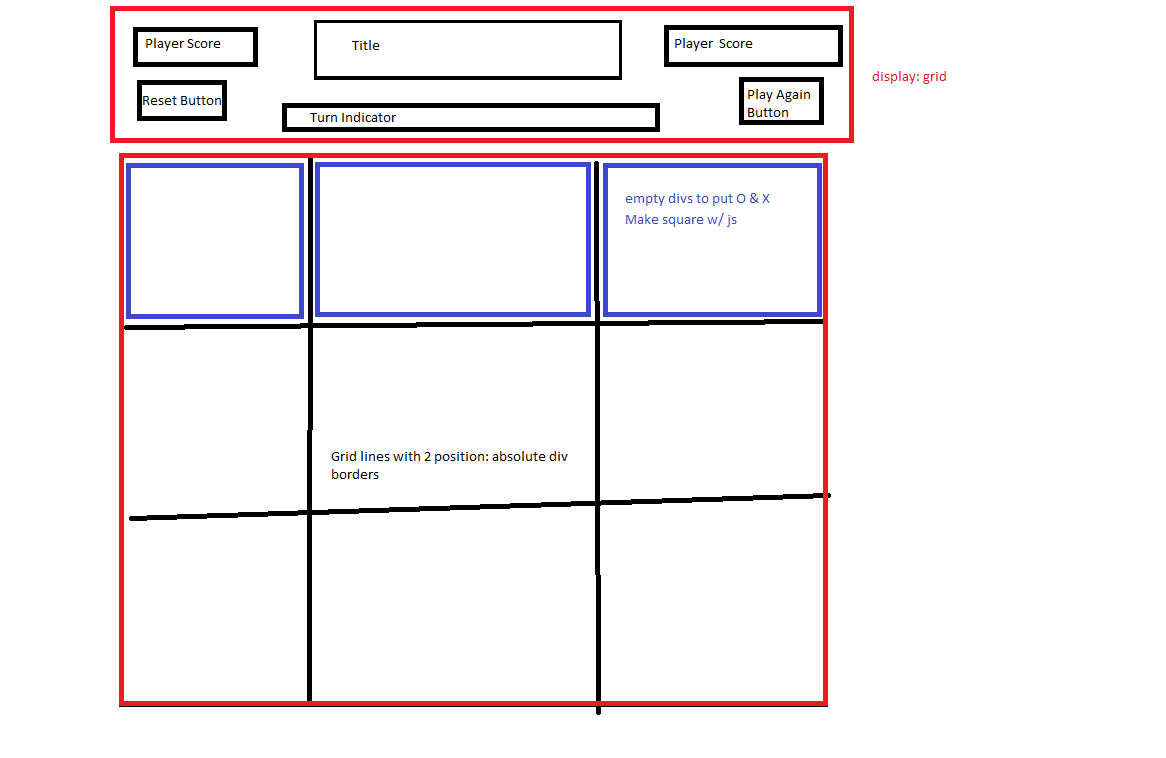 Player Score
Title
Player Score
display: grid
Reset Button
Play Again
Button
Turn Indicator
empty divs to put O & X
Make square w/ js
Grid lines with 2 position: absolute div
borders